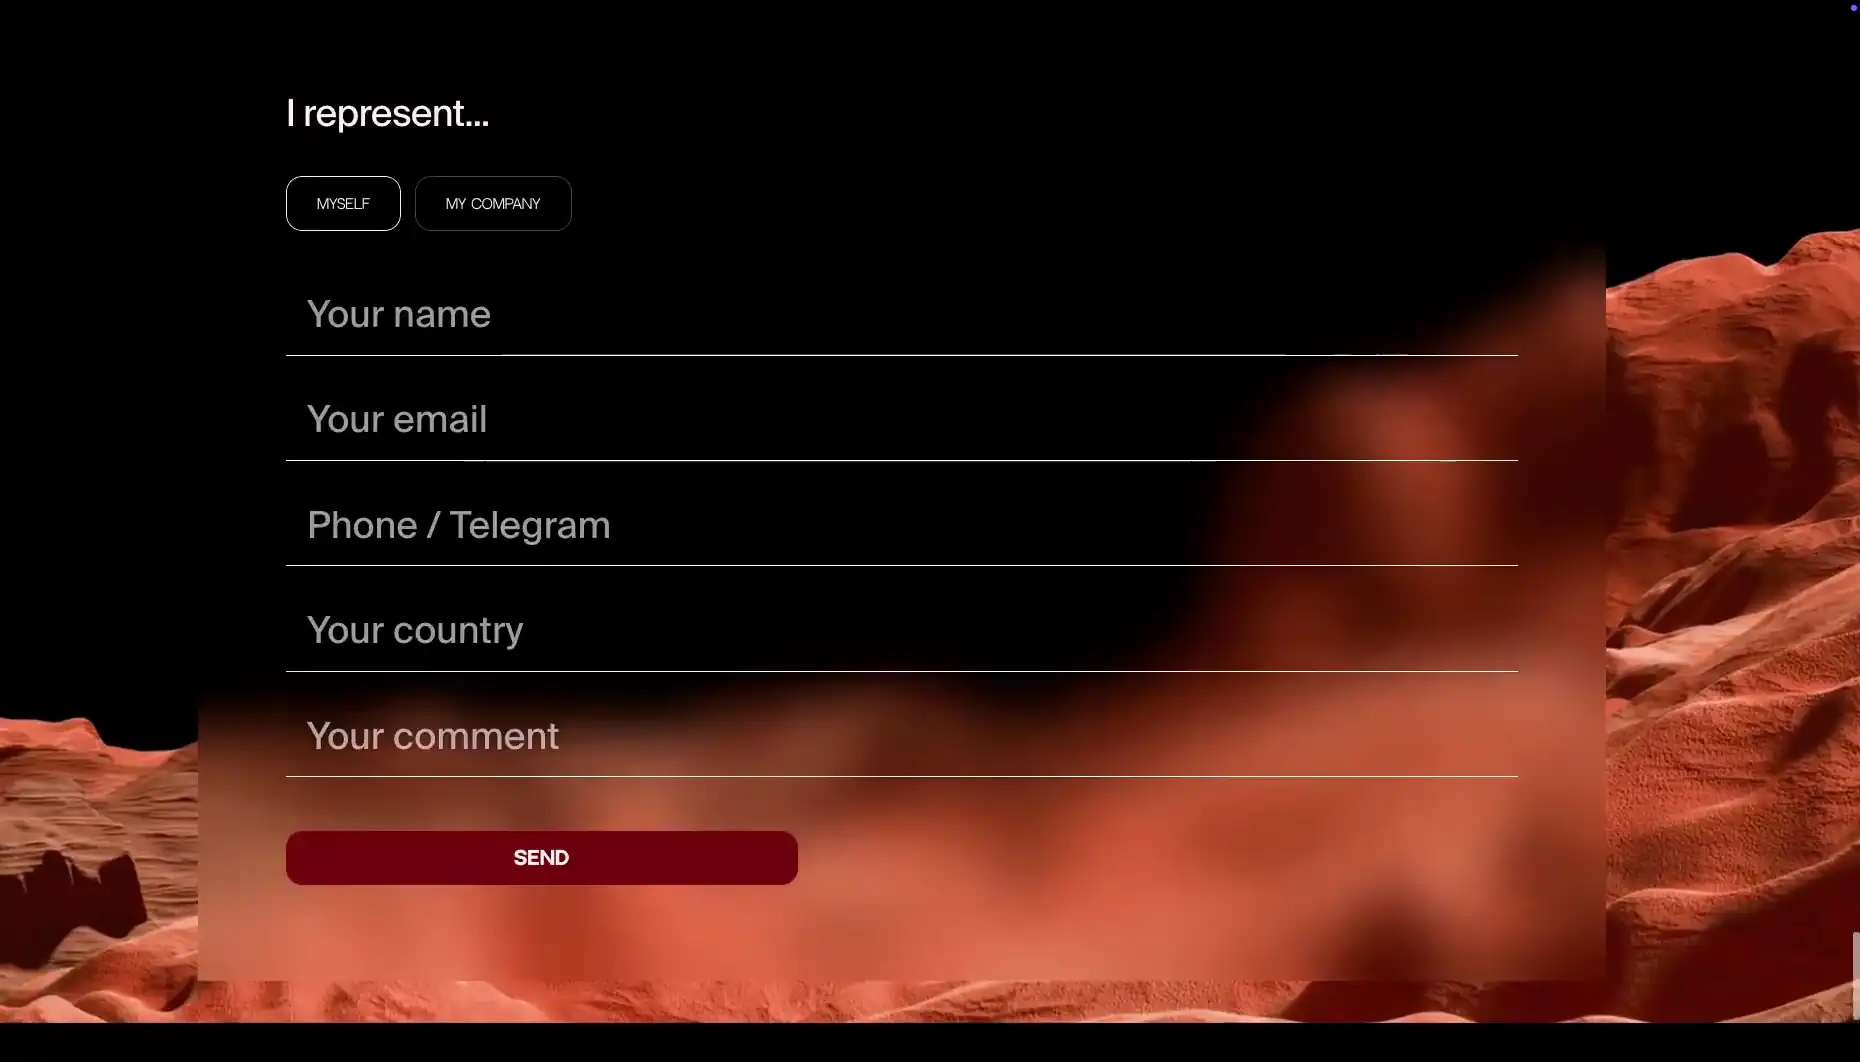 I represent...
MYSELF MY COMPANY
Your name
Your email
Phone / Telegram
Your country
Your comment
SEND